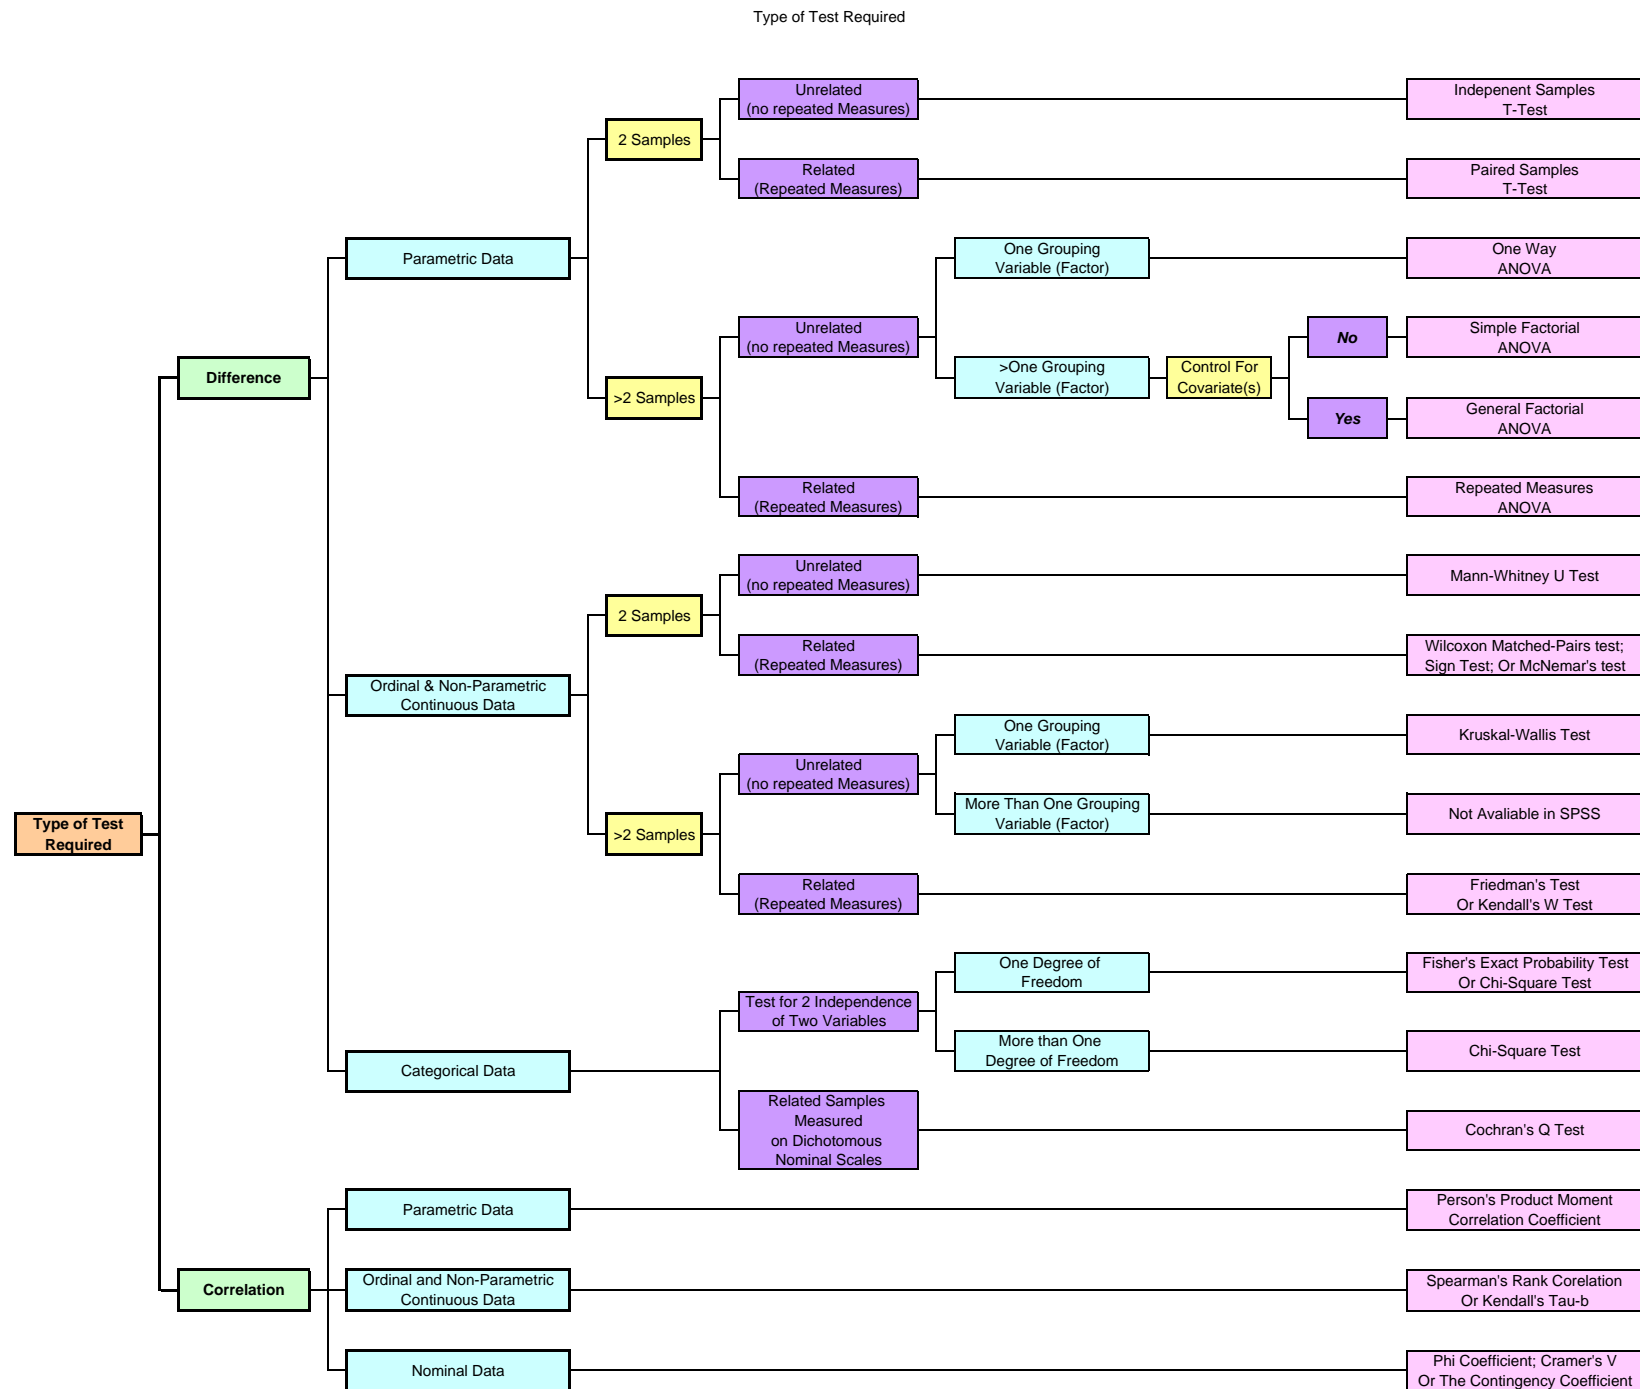 Type of Test Required
Unrelated
(no repeated Measures)
Indepenent Samples
T-Test
2 Samples
Related
(Repeated Measures)
Paired Samples
T-Test
Parametric Data
One Grouping
Variable (Factor)
One Way
ANOVA
Unrelated
(no repeated Measures)
No
Simple Factorial
ANOVA
Difference
>2 Samples
>One Grouping
Variable (Factor)
Control For
Covariate(s)
Yes
General Factorial
ANOVA
Related
(Repeated Measures)
Repeated Measures
ANOVA
Unrelated
(no repeated Measures)
Mann-Whitney U Test
2 Samples
Related
(Repeated Measures)
Wilcoxon Matched-Pairs test;
Sign Test; Or McNemar's test
Ordinal & Non-Parametric
Continuous Data
One Grouping
Variable (Factor)
Kruskal-Wallis Test
Unrelated
(no repeated Measures)
More Than One Grouping
Variable (Factor)
Not Avaliable in SPSS
Type of Test
Required
>2 Samples
Related
(Repeated Measures)
Friedman's Test
Or Kendall's W Test
One Degree of
Freedom
Fisher's Exact Probability Test
Or Chi-Square Test
Test for 2 Independence
of Two Variables
More than One
Degree of Freedom
Chi-Square Test
Categorical Data
Related Samples
Measured
on Dichotomous
Nominal Scales
Cochran's Q Test
Parametric Data
Person's Product Moment
Correlation Coefficient
Correlation
Ordinal and Non-Parametric
Continuous Data
Spearman's Rank Corelation
Or Kendall's Tau-b
Nominal Data
Phi Coefficient; Cramer's V
Or The Contingency Coefficient